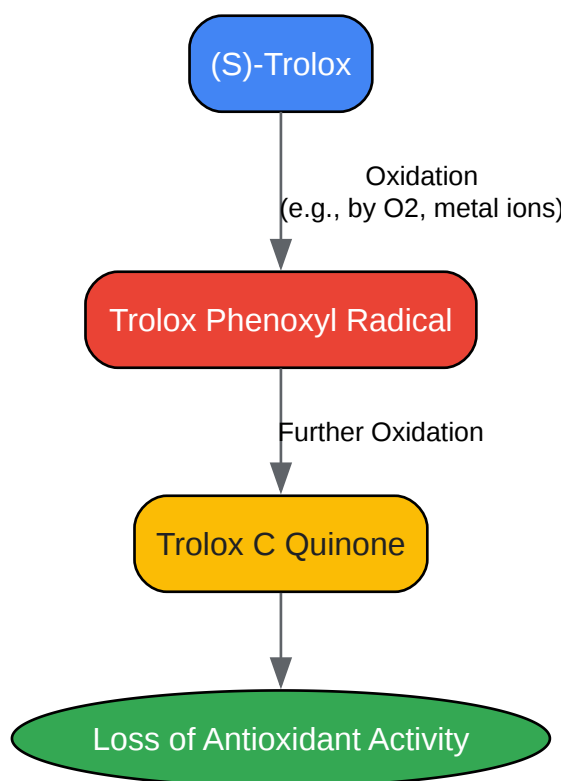 (S)-Trolox
Oxidation
(e.g., by O2, metal ions)
Trolox Phenoxyl Radical
Further Oxidation
Trolox C Quinone
Loss of Antioxidant Activity